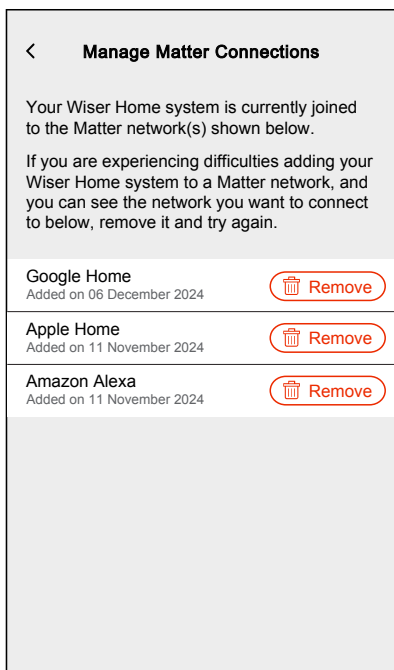 Manage Matter Connections
Your Wiser Home system is currently joined
to the Matter network(s) shown below.
If you are experiencing difficulties adding your
Wiser Home system to a Matter network, and
you can see the network you want to connect
to below, remove it and try again.
Google Home
Added on 06 December 2024
Remove
Apple Home
Added on 11 November 2024
Remove
Amazon Alexa
Added on 11 November 2024
Remove